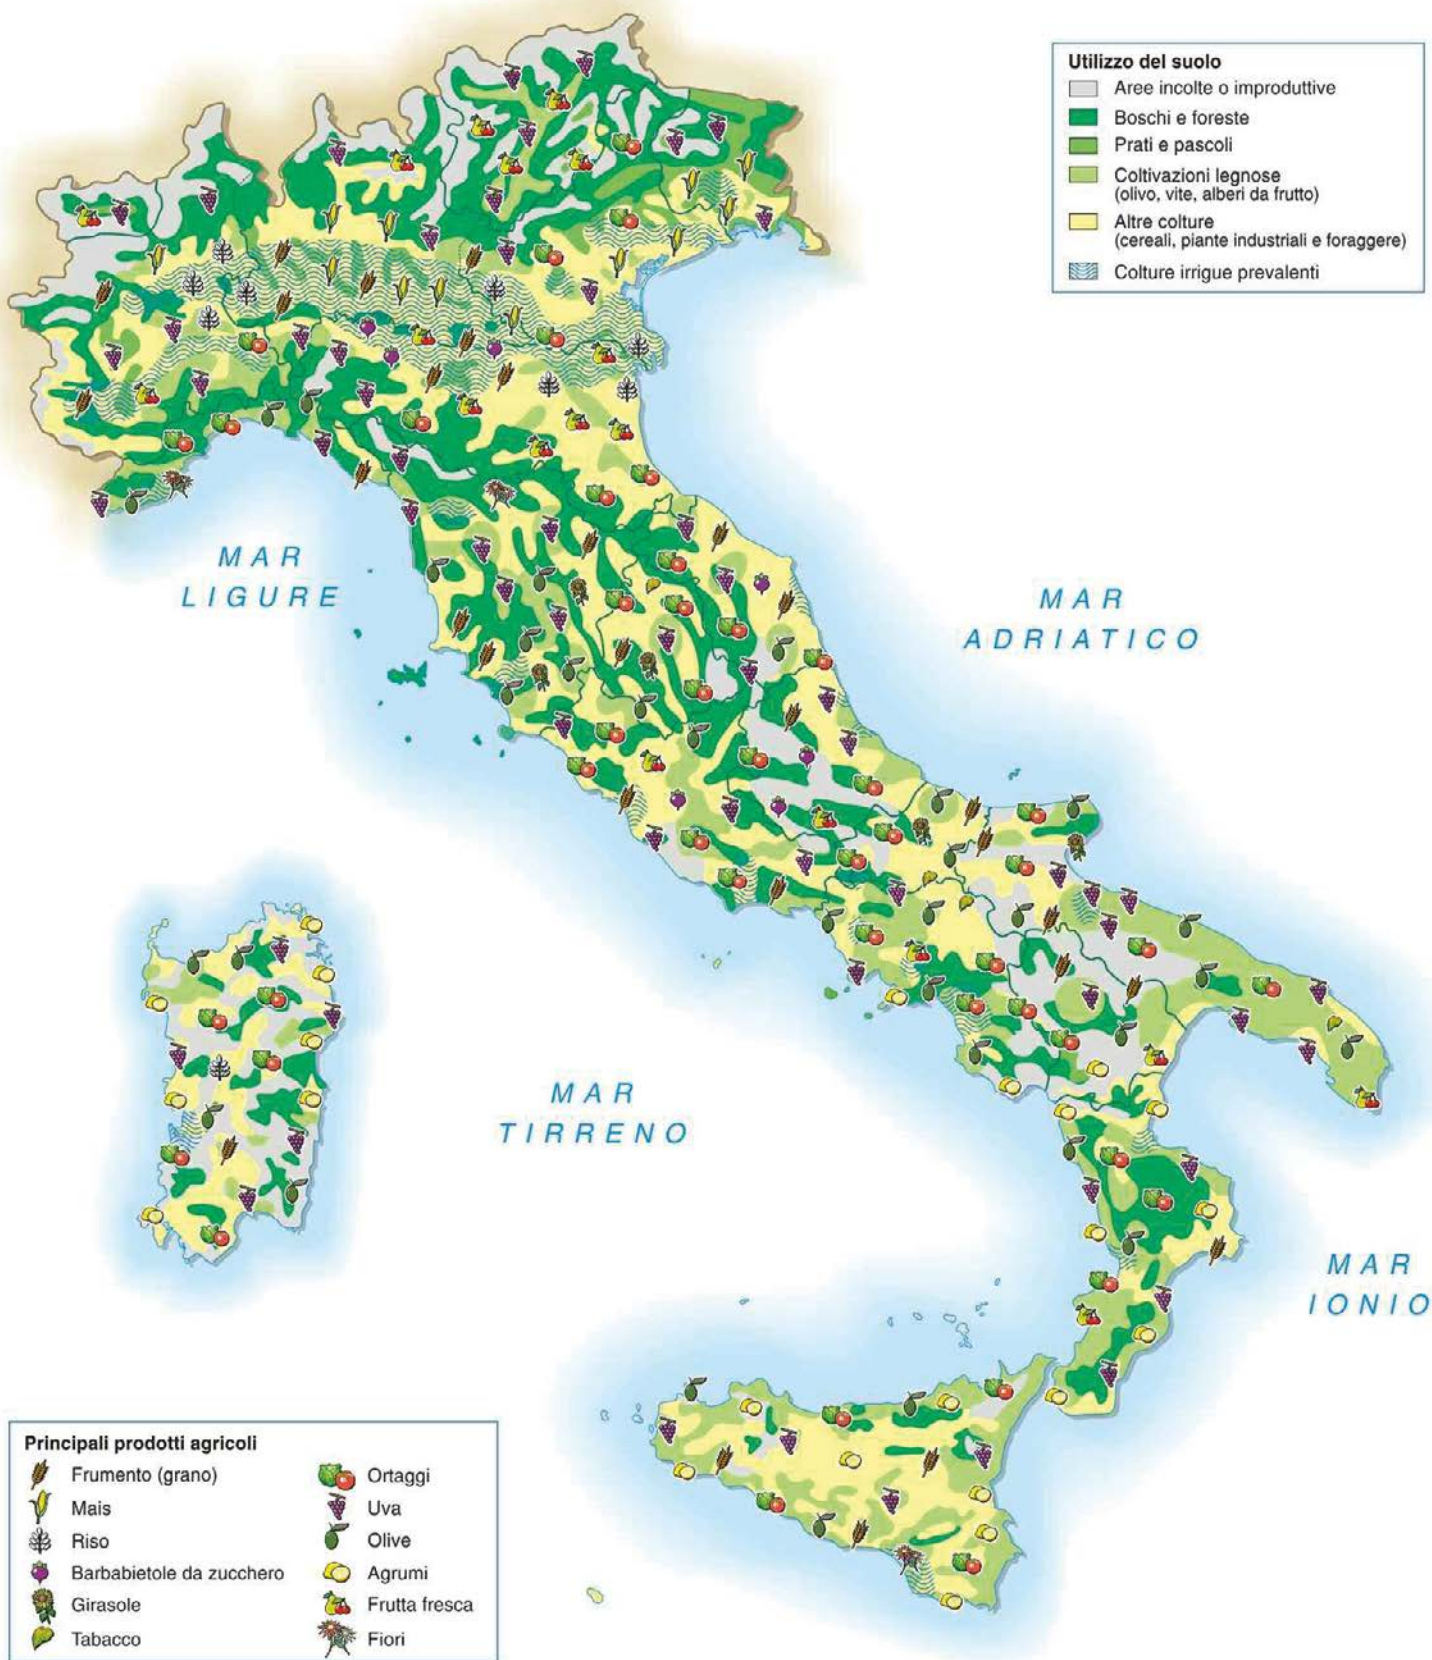 Utilizzo del suolo
Aree incolte o improduttive
Boschi e foreste
Prati e pascoli
Coltivazioni legnose
(olivo, vite, alberi da frutto)
Altre colture
(cereali, piante industriali e foraggere)
Colture irrigue prevalenti
MAR
LIGURE
MAR
ADRIATICO
MAR
TIRRENO
MAR
IONIO
Principali prodotti agricoli
Frumento (grano)
Mais
Riso
Barbabietole da zucchero
Girasole
Tabacco
Ortaggi
Uva
Olive
Agrumi
Frutta fresca
Fiori